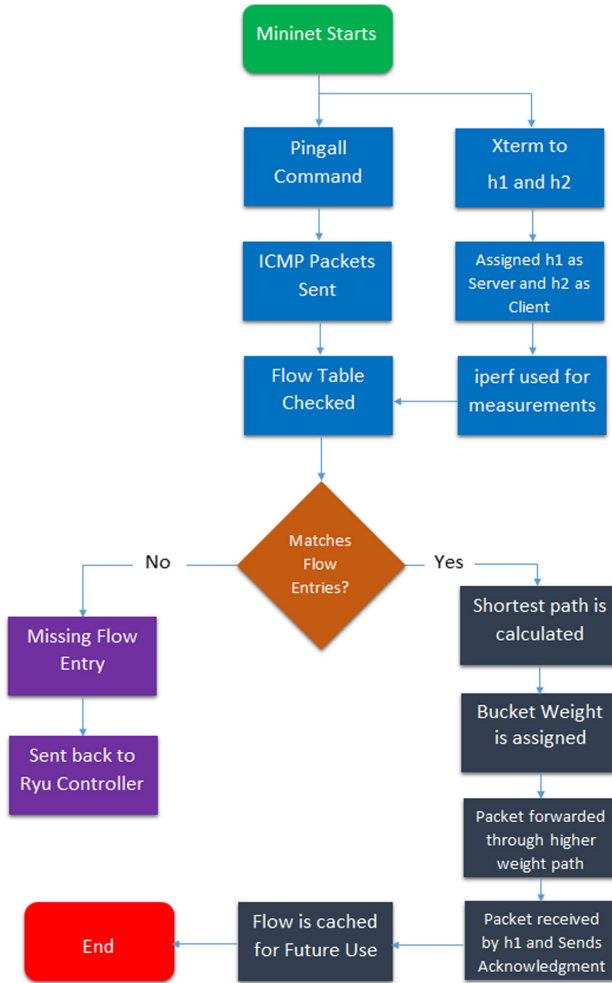 Mininet Starts
Pingall
Command
Xterm to
h1 and h2
ICMP Packets
Sent
Assigned h1 as
Server and h2 as
Client
Flow Table
Checked
iperf used for
measurements
Matches
Flow
Entries?
No
Yes
Missing Flow
Entry
Sent back to
Ryu Controller
Shortest path is
calculated
Bucket Weight
is assigned
Packet forwarded
through higher
weight path
Packet received
by h1 and Sends
Acknowledgment
Flow is cached
for Future Use
End